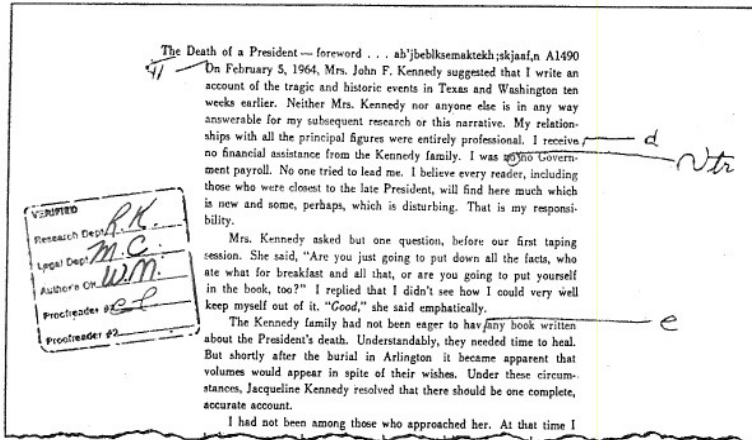 The Death of a President — foreword . . . ab'jbeblksemaktekh ;skjaaf,n A1490
¶ On February 5, 1964, Mrs. John F. Kennedy suggested that I write an
account of the tragic and historic events in Texas and Washington ten
weeks earlier. Neither Mrs. Kennedy nor anyone else is in any way
answerable for my subsequent research or this narrative. My relation-
ships with all the principal figures were entirely professional. I receive d
no financial assistance from the Kennedy family. I was no Govern- tr
ment payroll. No one tried to lead me. I believe every reader, including
those who were closest to the late President, will find here much which
is new and some, perhaps, which is disturbing. That is my responsi-
bility.
VERIFIED
Research Dept R.K.
Legal Dept M.C.
Author's OK W.M.
Proofreader
Proofreader #2
Mrs. Kennedy asked but one question, before our first taping
session. She said, "Are you just going to put down all the facts, who
ate what for breakfast and all that, or are you going to put yourself
in the book, too?" I replied that I didn't see how I could very well
keep myself out of it. "Good," she said emphatically.
The Kennedy family had not been eager to hav any book written e
about the President's death. Understandably, they needed time to heal.
But shortly after the burial in Arlington it became apparent that
volumes would appear in spite of their wishes. Under these circum-
stances, Jacqueline Kennedy resolved that there should be one complete,
accurate account.
I had not been among those who approached her. At that time I